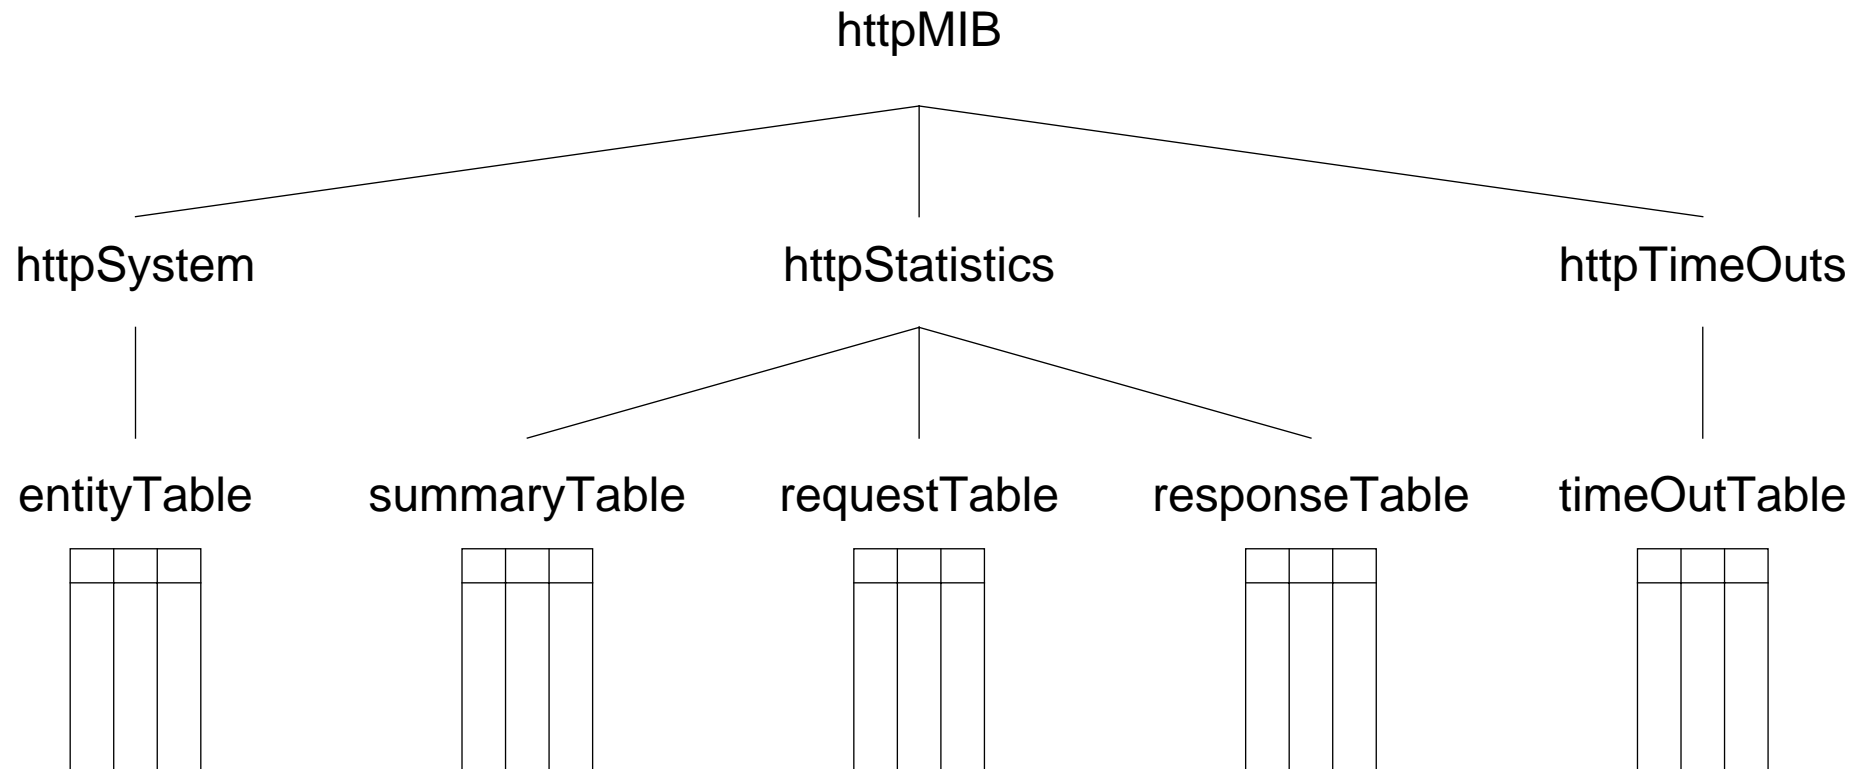 httpMIB
httpSystem httpStatistics httpTimeOuts
entityTable summaryTable requestTable responseTable timeOutTable